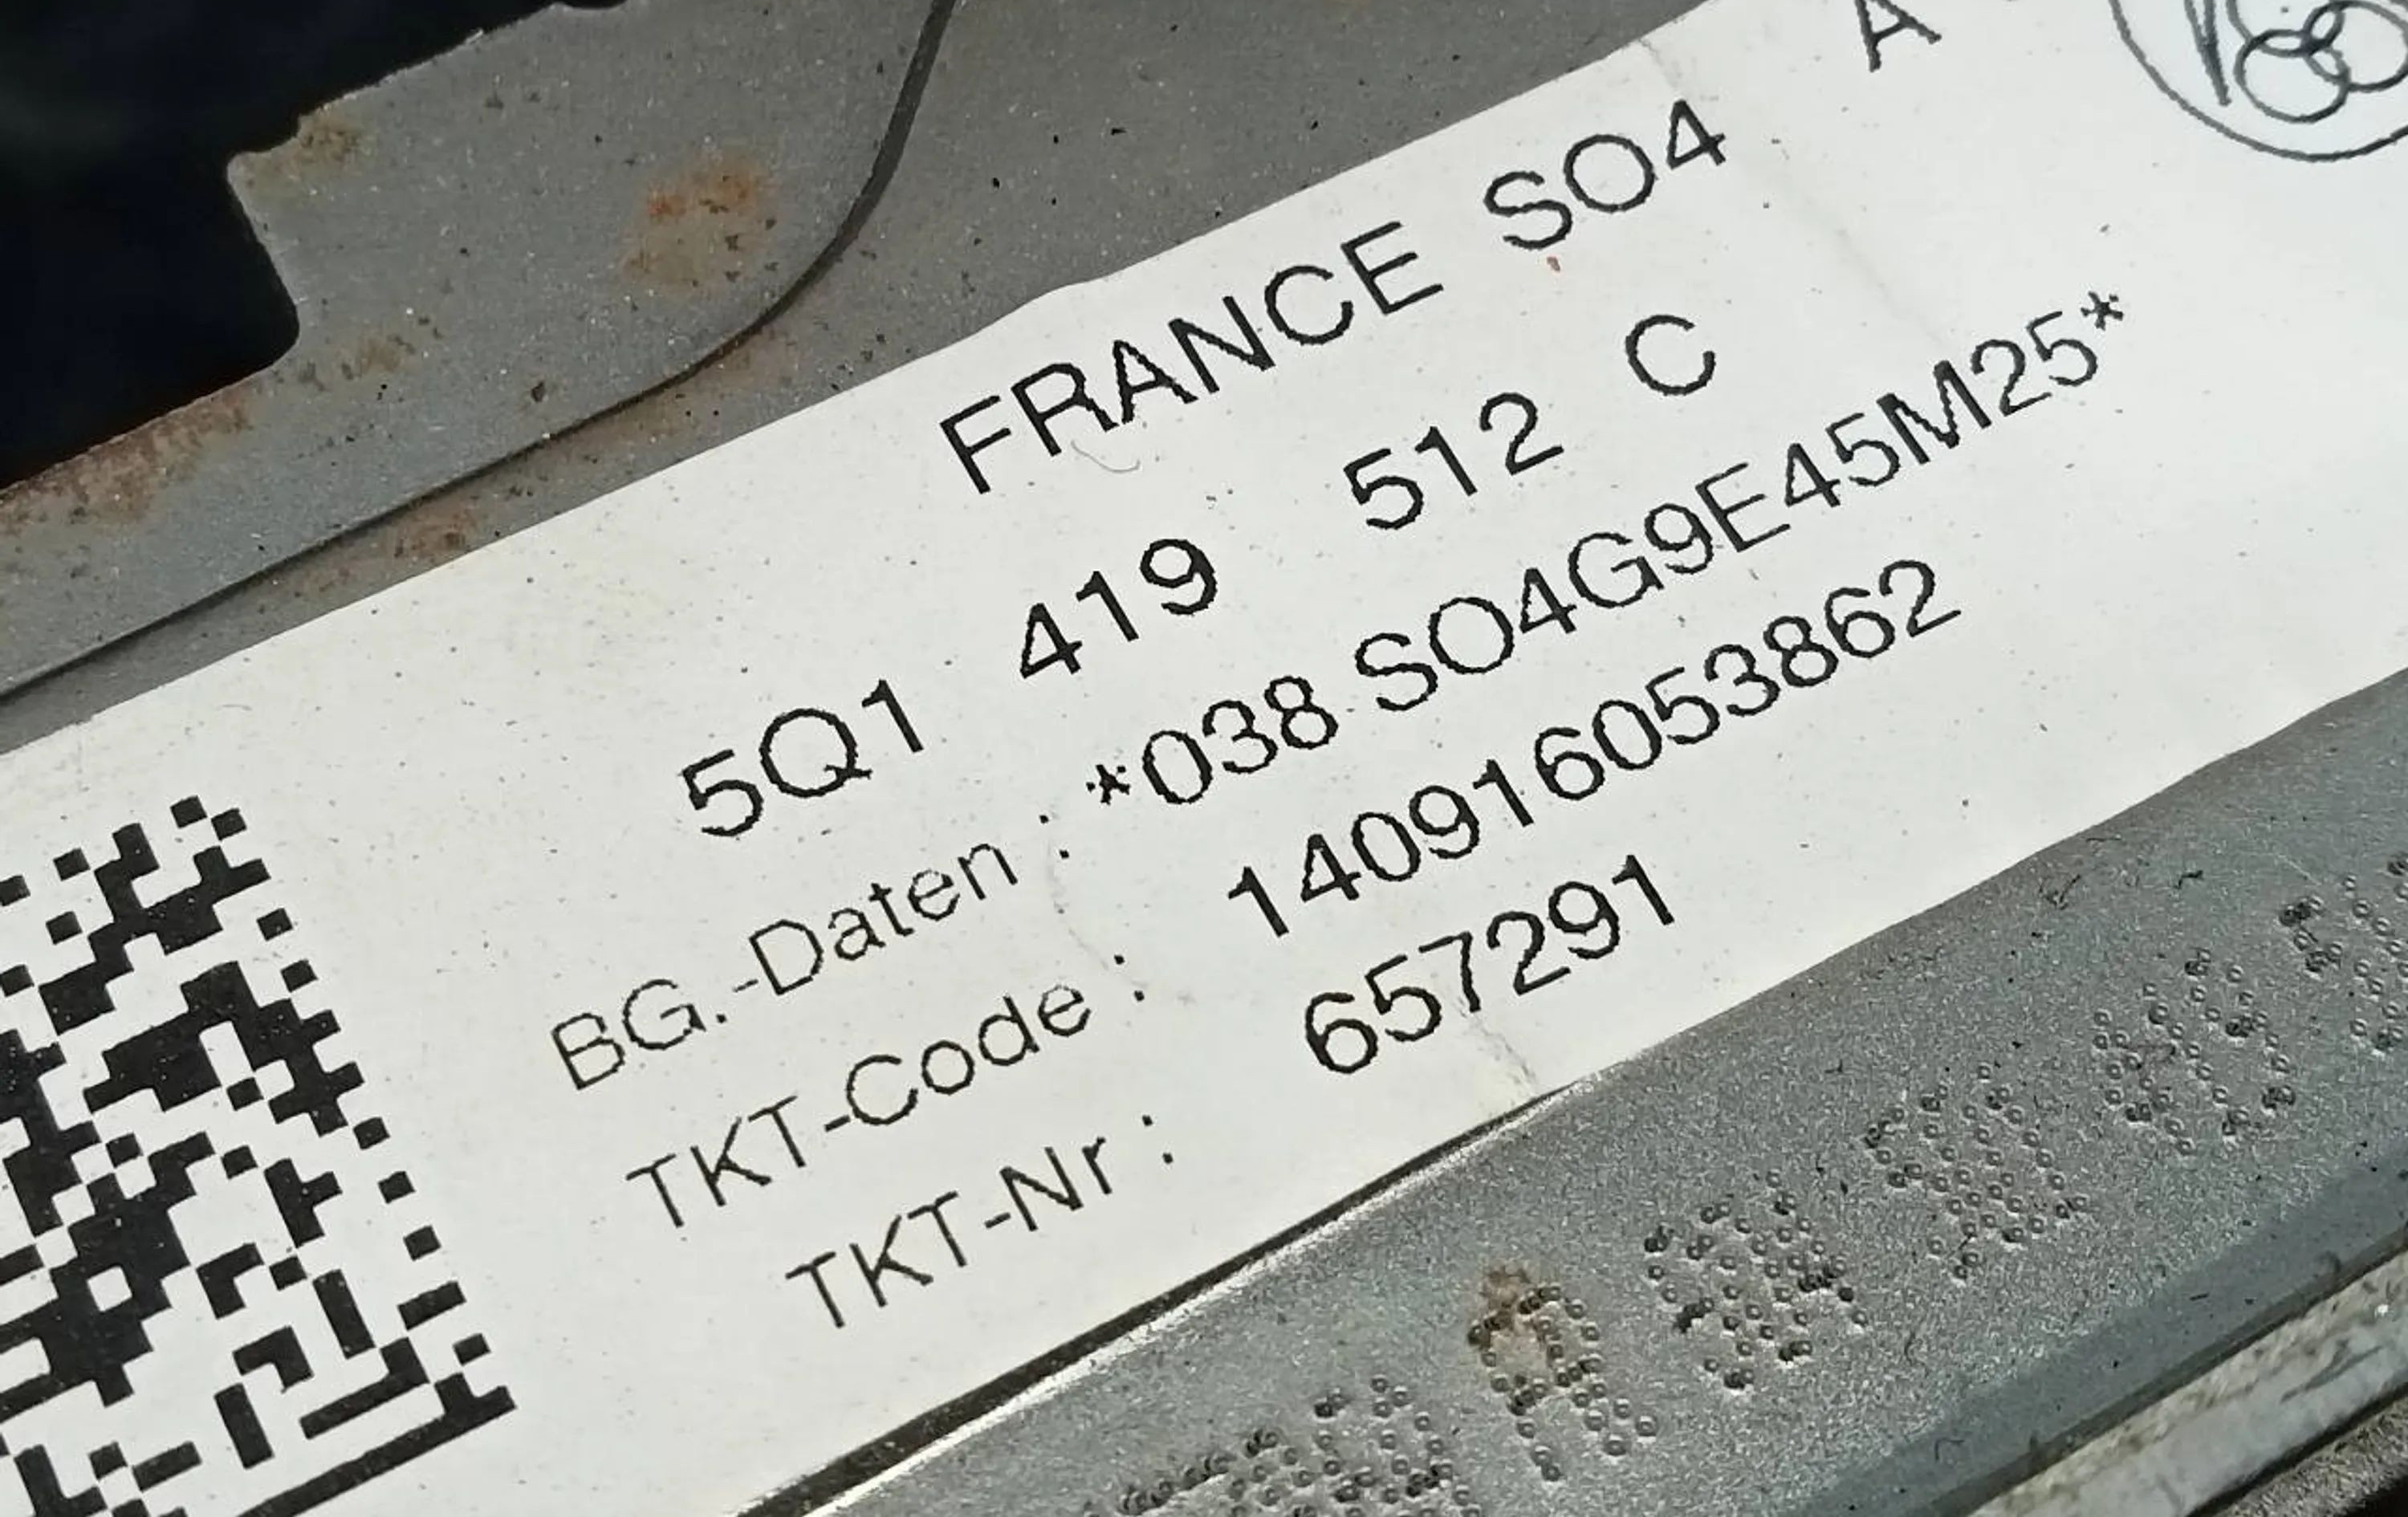 A
FRANCE SO4
5Q1 419 512 C
BG.-Daten : *038 SO4G9E45M25*
TKT-Code : 140916053862
TKT-Nr : 657291